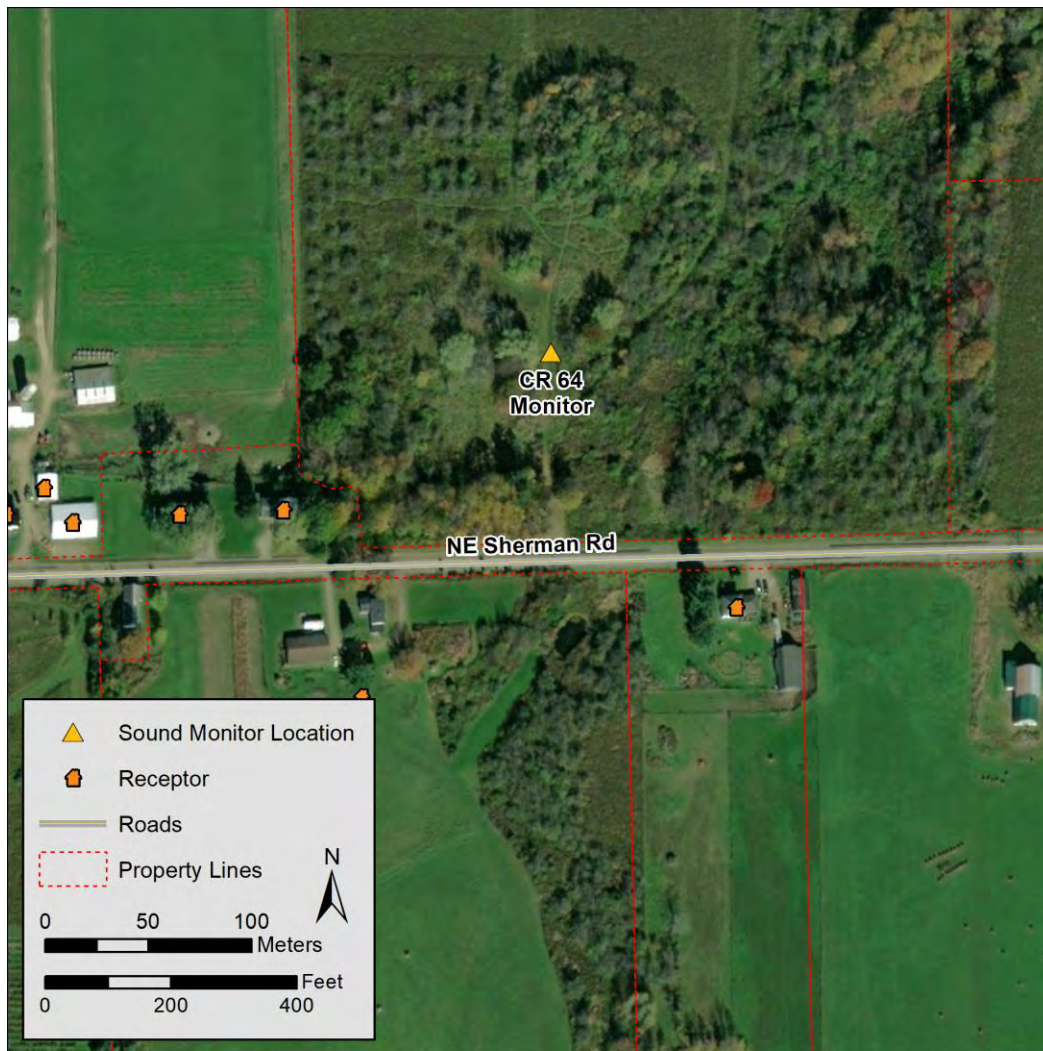 CR 64
Monitor
NE Sherman Rd
Sound Monitor Location
Receptor
Roads
Property Lines
N
0 50 100
Meters
Feet
0 200 400